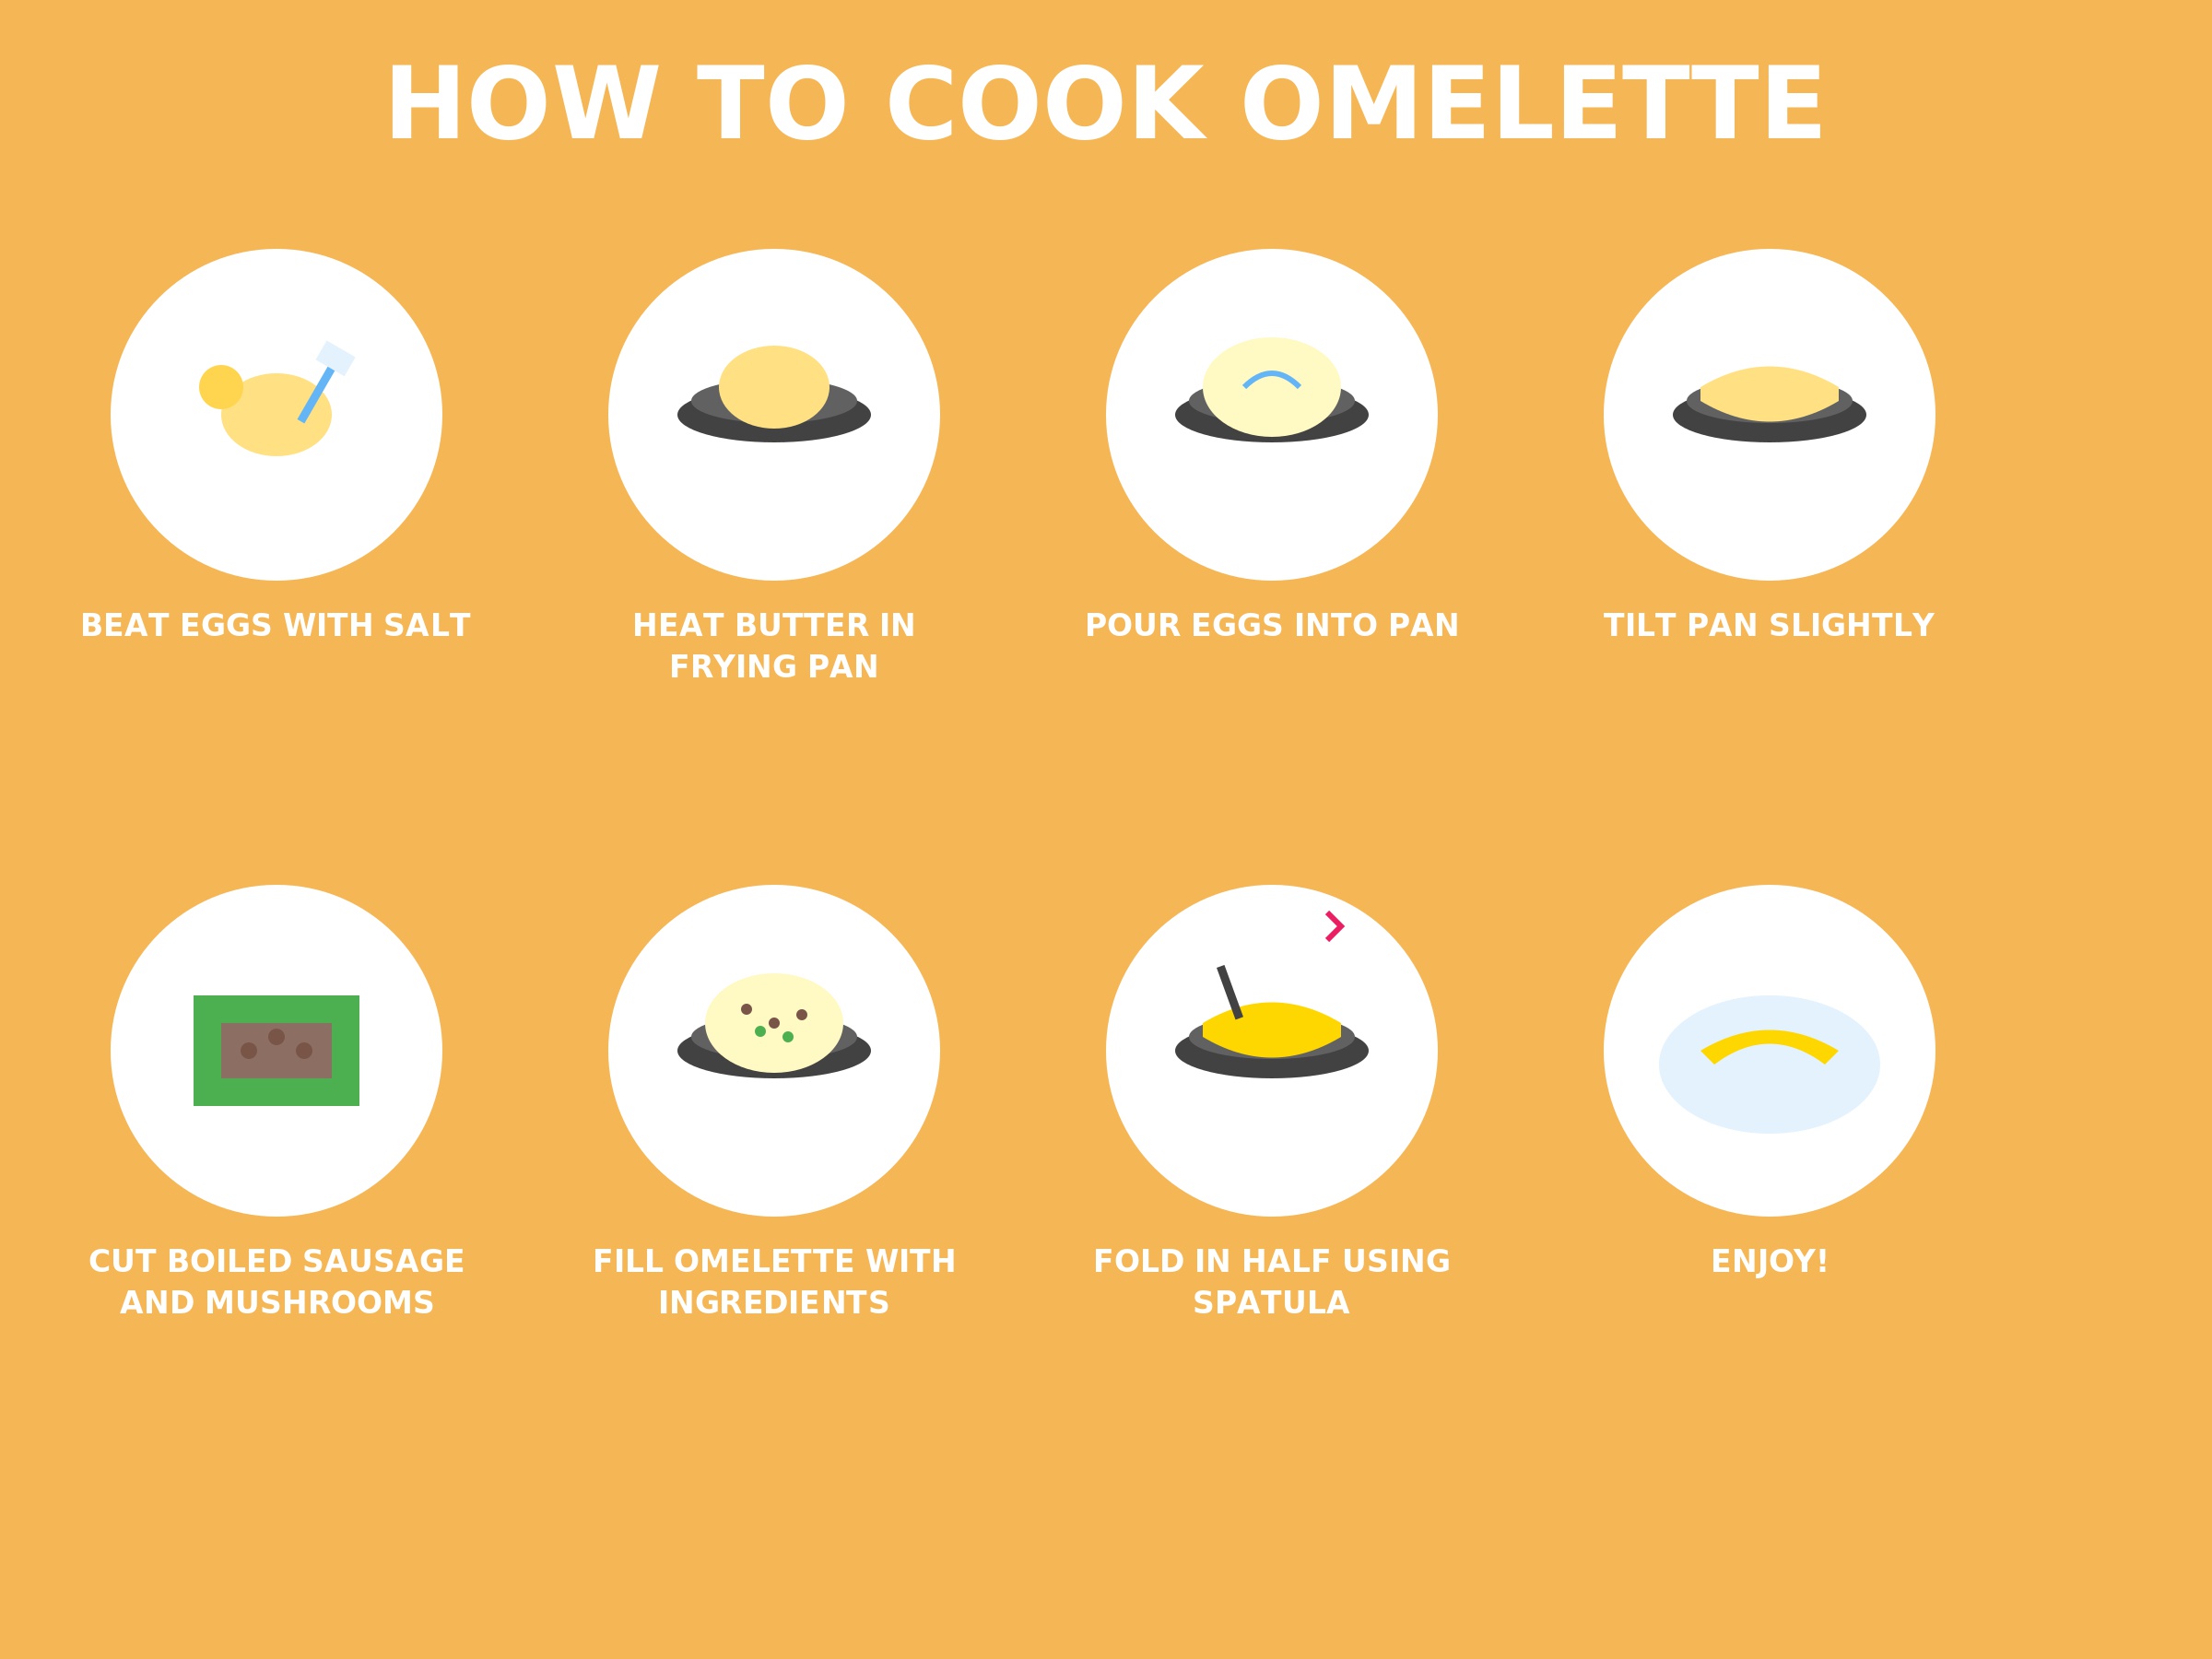 HOW TO COOK OMELETTE
BEAT EGGS WITH SALT
HEAT BUTTER IN
FRYING PAN
POUR EGGS INTO PAN
TILT PAN SLIGHTLY
CUT BOILED SAUSAGE
AND MUSHROOMS
FILL OMELETTE WITH
INGREDIENTS
FOLD IN HALF USING
SPATULA
ENJOY!